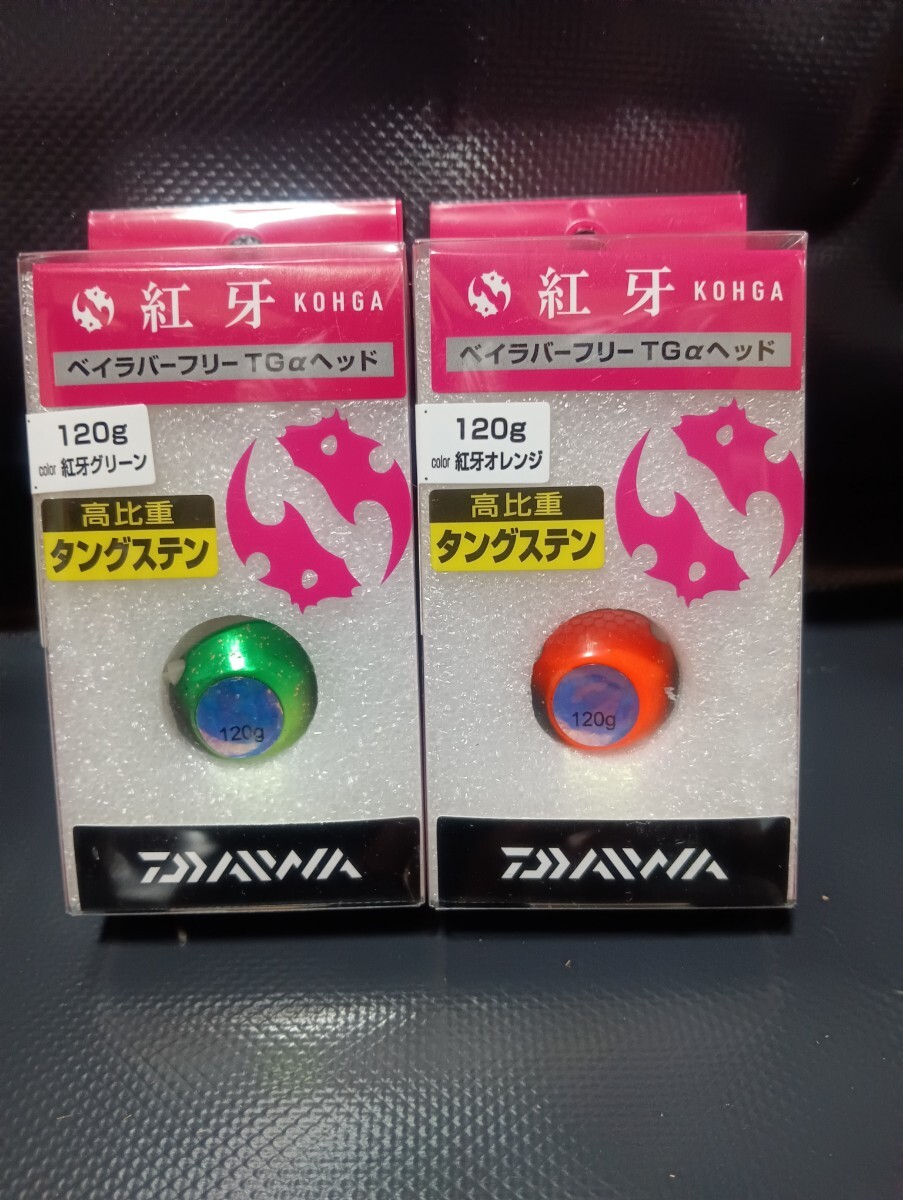 紅牙 KOHGA
ベイラバーフリーTGαヘッド
120g
color 紅牙グリーン
高比重
タングステン
120g
DAIWA
紅牙 KOHGA
ベイラバーフリーTGαヘッド
120g
color 紅牙オレンジ
高比重
タングステン
120g
DAIWA